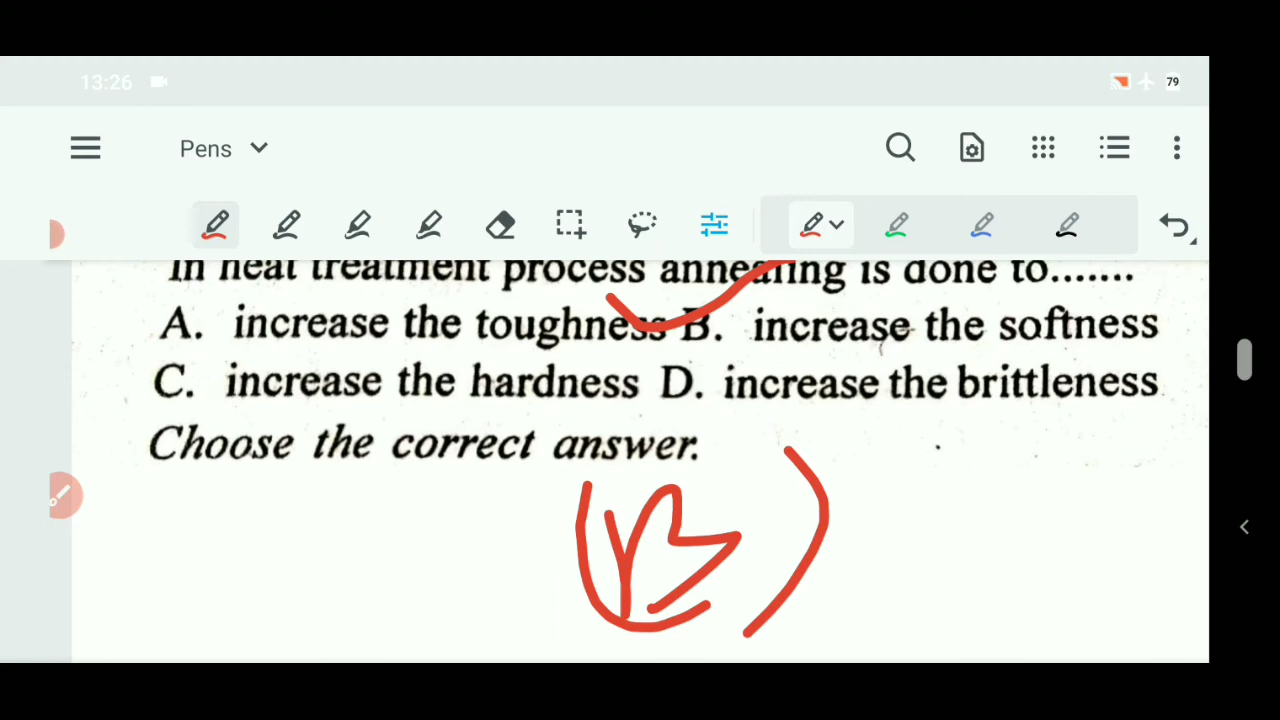 13:26
79
Pens
In heat treatment process annealing is done to.......
A. increase the toughness B. increase the softness
C. increase the hardness D. increase the brittleness
Choose the correct answer.
(B)